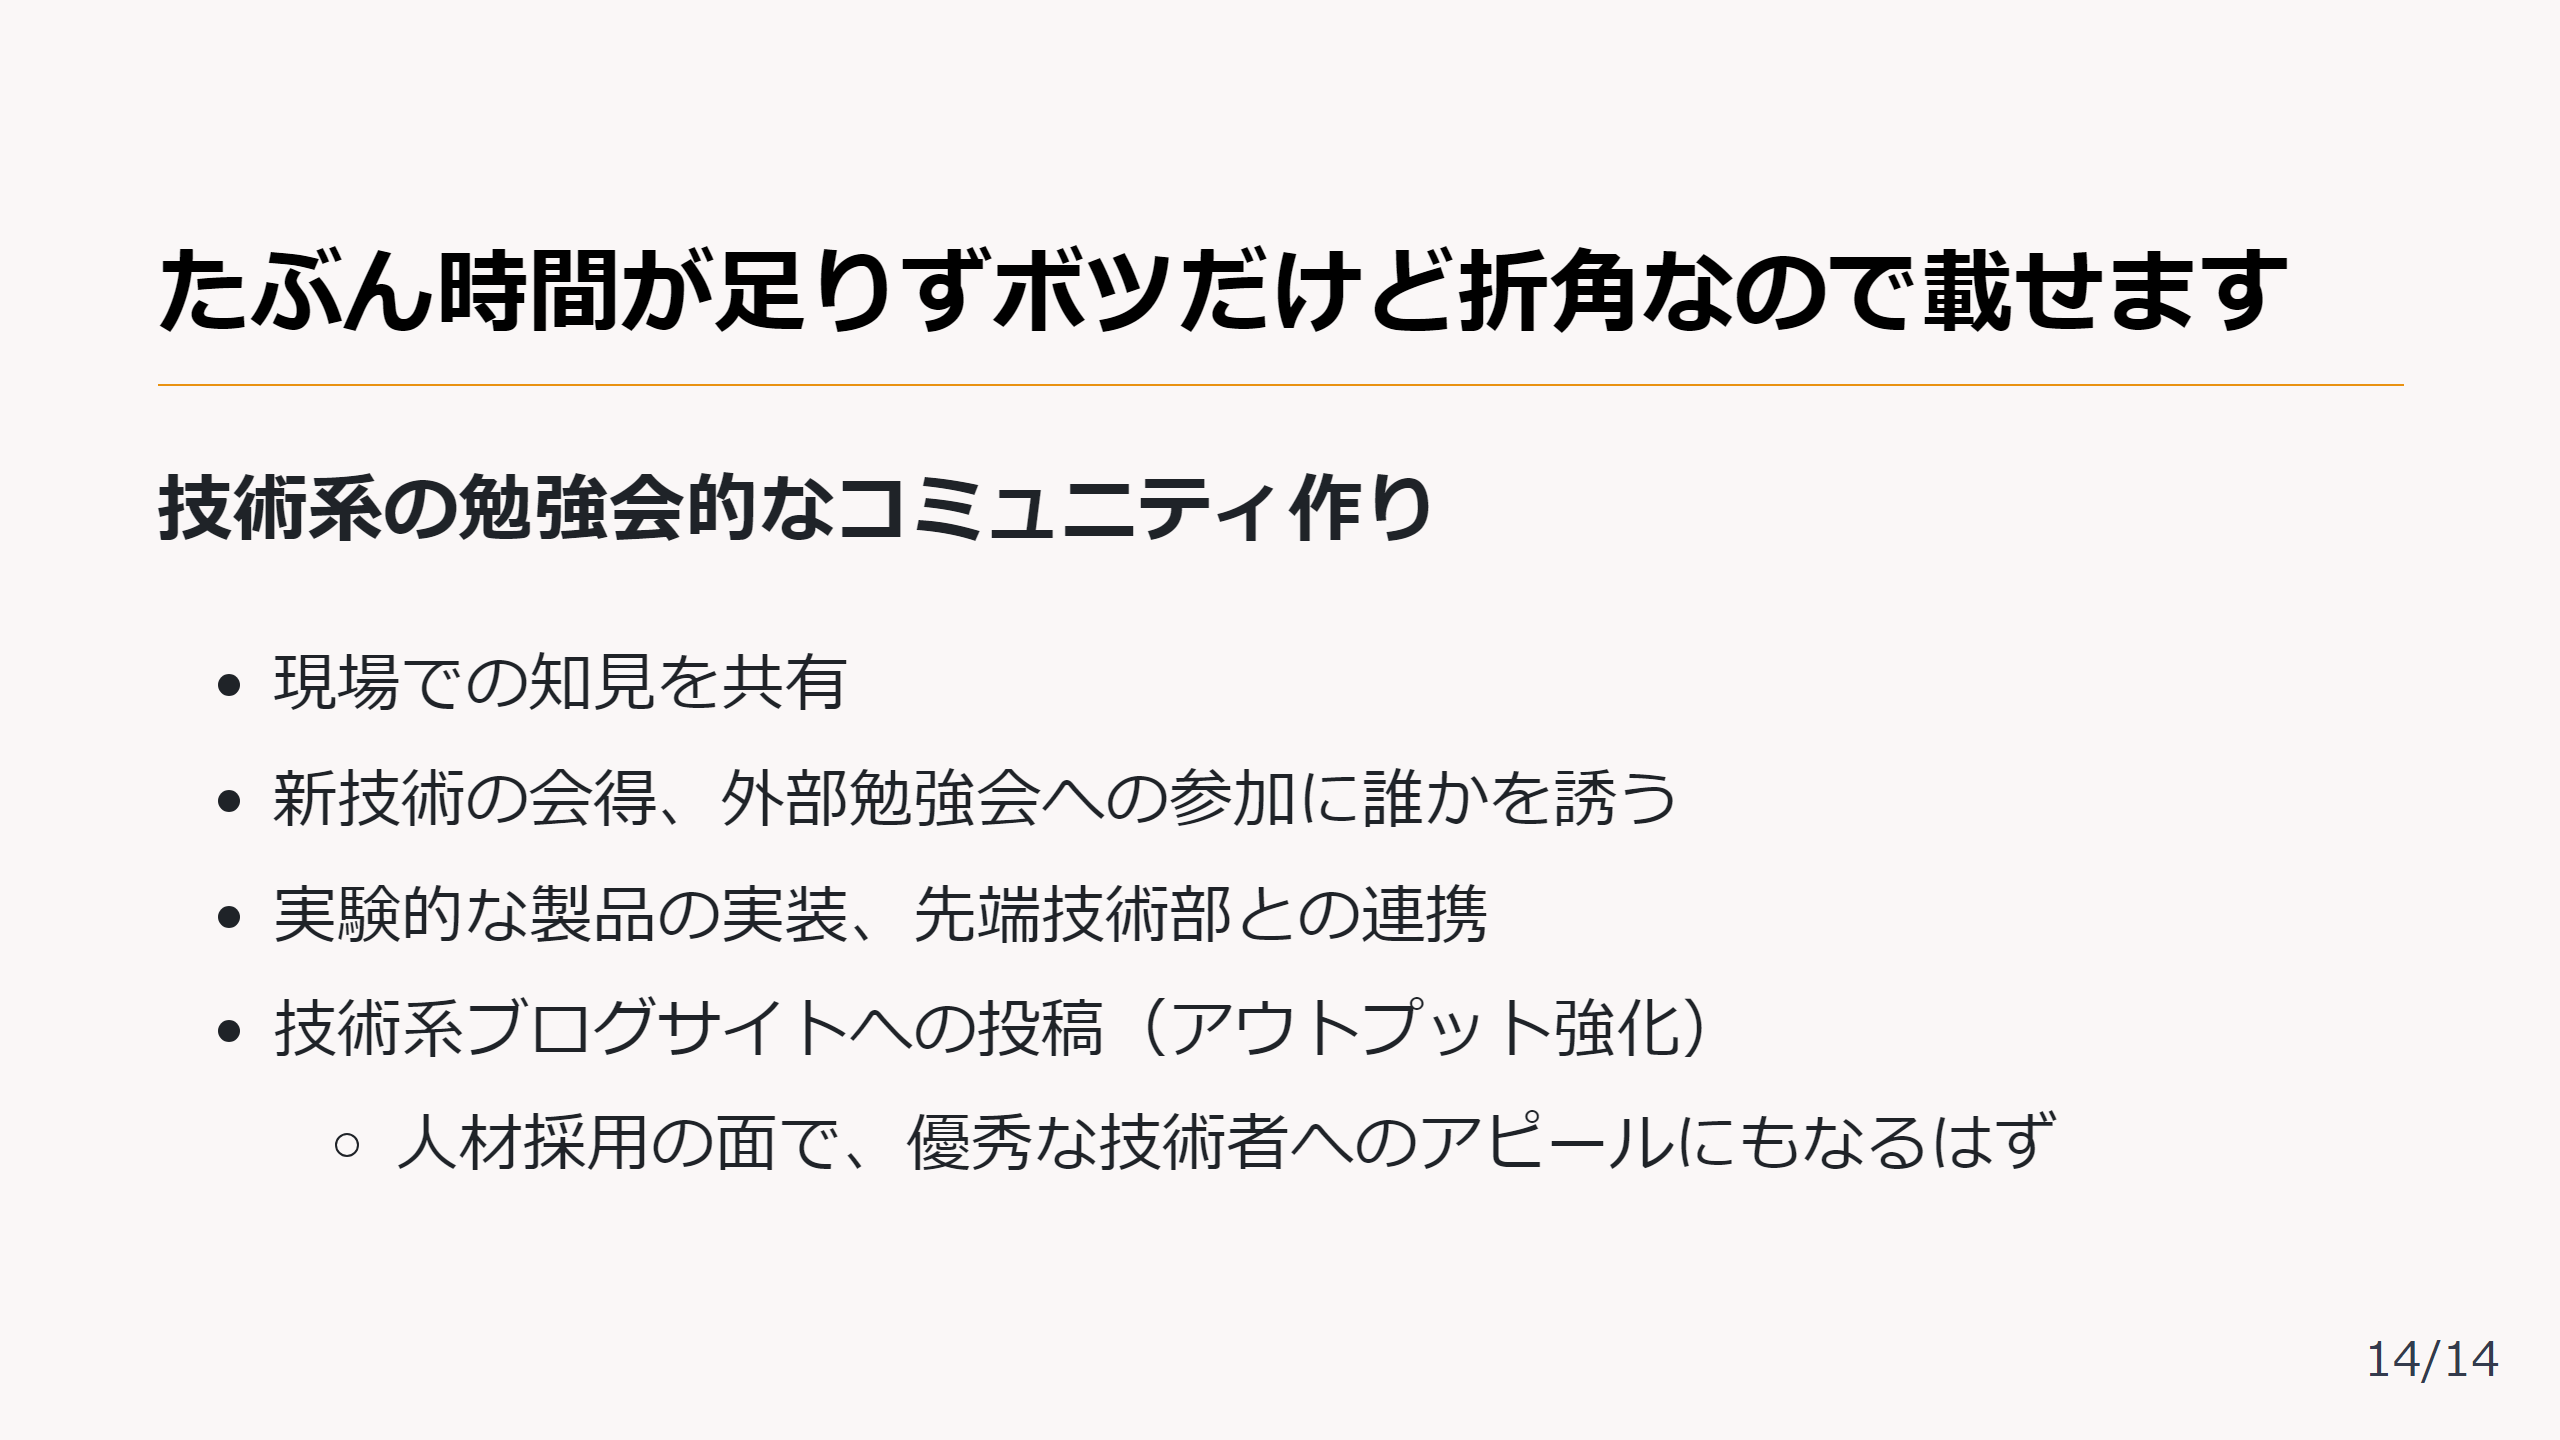 たぶん時間が足りずボツだけど折角なので載せます
技術系の勉強会的なコミュニティ作り
現場での知見を共有
新技術の会得、外部勉強会への参加に誰かを誘う
実験的な製品の実装、先端技術部との連携
技術系ブログサイトへの投稿（アウトプット強化）
人材採用の面で、優秀な技術者へのアピールにもなるはず
14/14